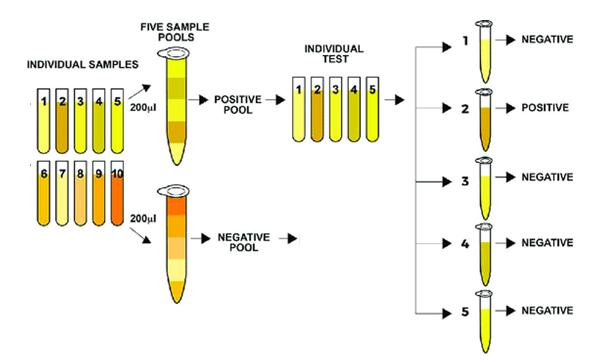 FIVE SAMPLE
POOLS
INDIVIDUAL SAMPLES
1 2 3 4 5
200µl
POSITIVE
POOL
INDIVIDUAL
TEST
1 2 3 4 5
6 7 8 9 10
200µl
NEGATIVE
POOL
1 NEGATIVE
2 POSITIVE
3 NEGATIVE
4 NEGATIVE
5 NEGATIVE